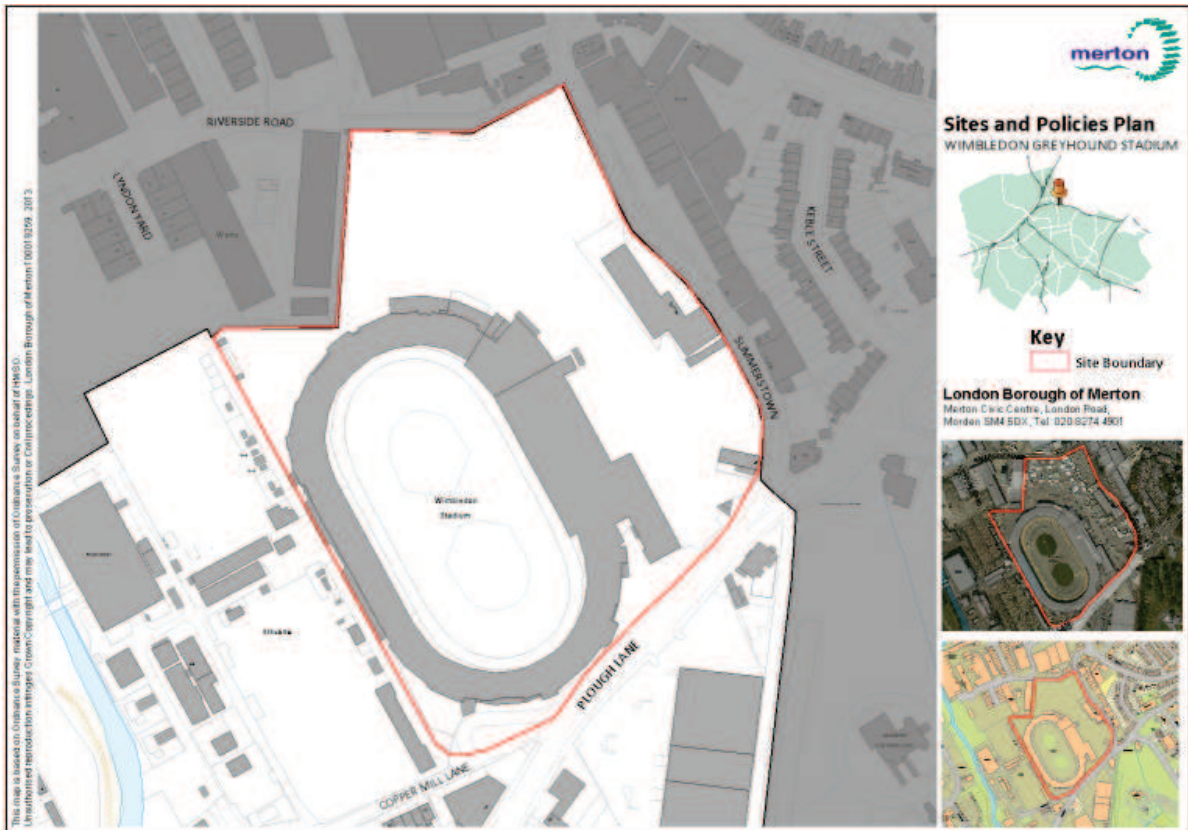 RIVERSIDE ROAD
LYNDON YARD
Works
KEBLE STREET
SUMMERSTOWN
Wimbledon
Stadium
PLOUGH LANE
COPPER MILL LANE
merton
Sites and Policies Plan
WIMBLEDON GREYHOUND STADIUM
Key
Site Boundary
London Borough of Merton
Merton Civic Centre, London Road,
Morden SM4 5DX, Tel: 020 8274 4901
This map is based on Ordnance Survey material with the permission of Ordnance Survey on behalf of HMSO.
Unauthorised reproduction infringes Crown Copyright and may lead to prosecution or Civil proceedings. London Borough of Merton 100019259. 2013.